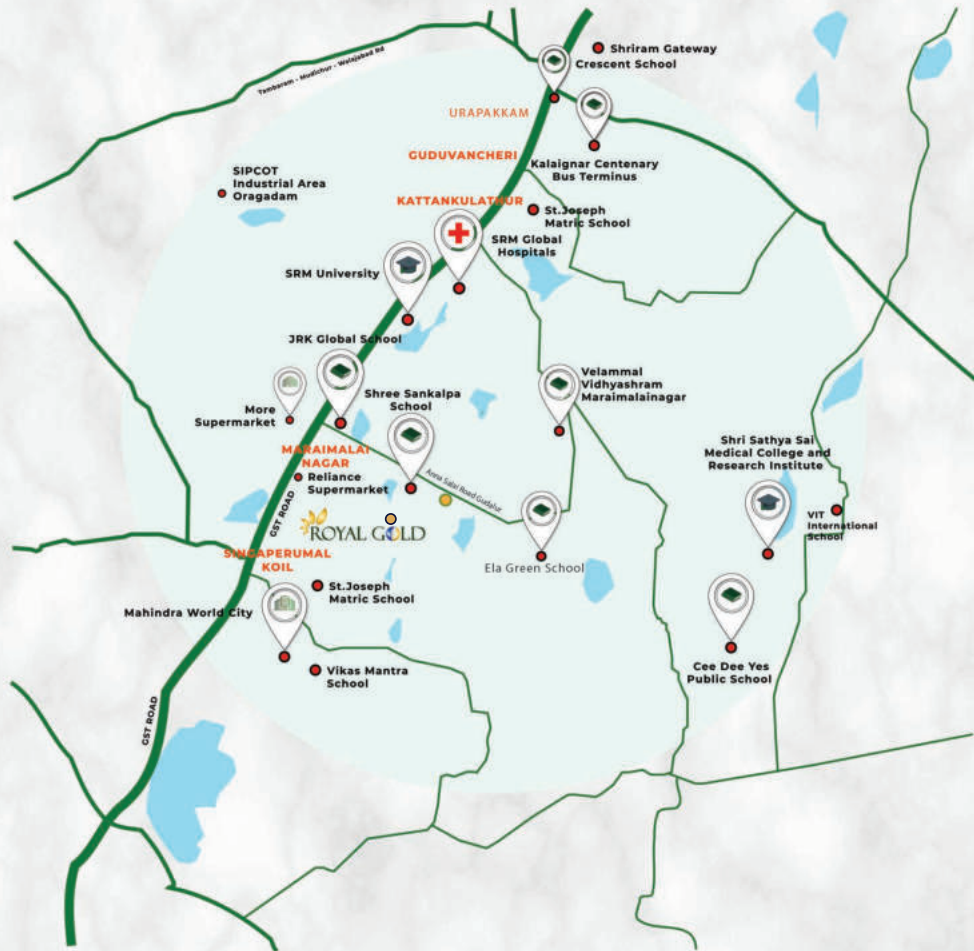 Shriram Gateway
Crescent School
Tambaram - Mudichur - Walajabad Rd
URAPAKKAM
GUDUVANCHERI
Kalaignar Centenary
Bus Terminus
SIPCOT
Industrial Area
Oragadam
KATTANKULATHUR
St.Joseph
Matric School
SRM Global
Hospitals
SRM University
JRK Global School
Velammal
Vidhyashram
Maraimalainagar
Shree Sankalpa
School
More
Supermarket
Shri Sathya Sai
Medical College and
Research Institute
MARAIMALAI
NAGAR
Reliance
Supermarket
Anna Salai Road Gudalur
GST ROAD
VIT
International
School
ROYAL GOLD
SINGAPERUMAL
KOIL
Ela Green School
St.Joseph
Matric School
Mahindra World City
Vikas Mantra
School
Cee Dee Yes
Public School
GST ROAD